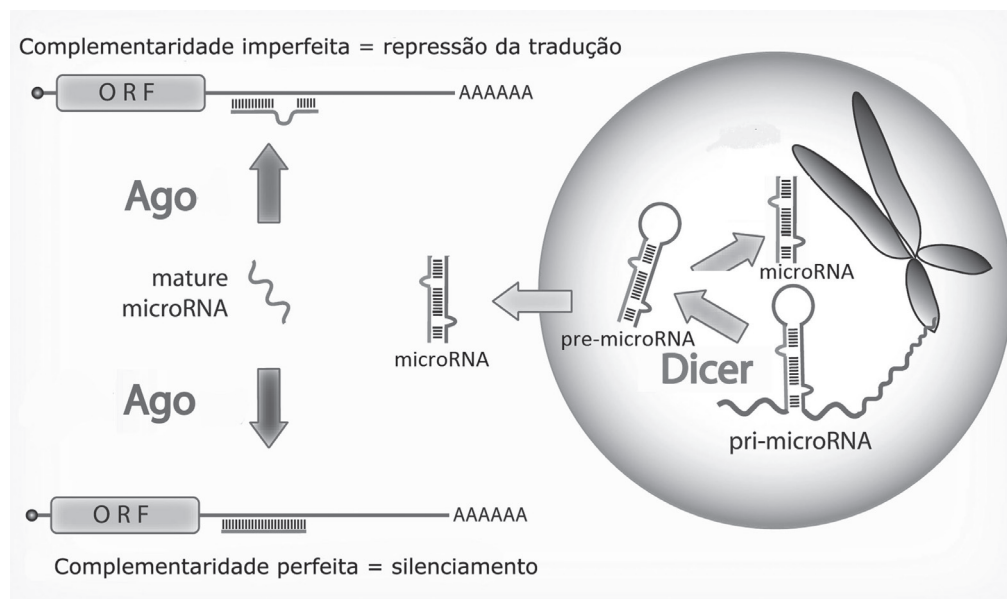 Complementaridade imperfeita = repressão da tradução
ORF
AAAAAA
Ago
mature
microRNA
Ago
ORF
AAAAAA
Complementaridade perfeita = silenciamento
microRNA
pre-microRNA
microRNA
Dicer
pri-microRNA